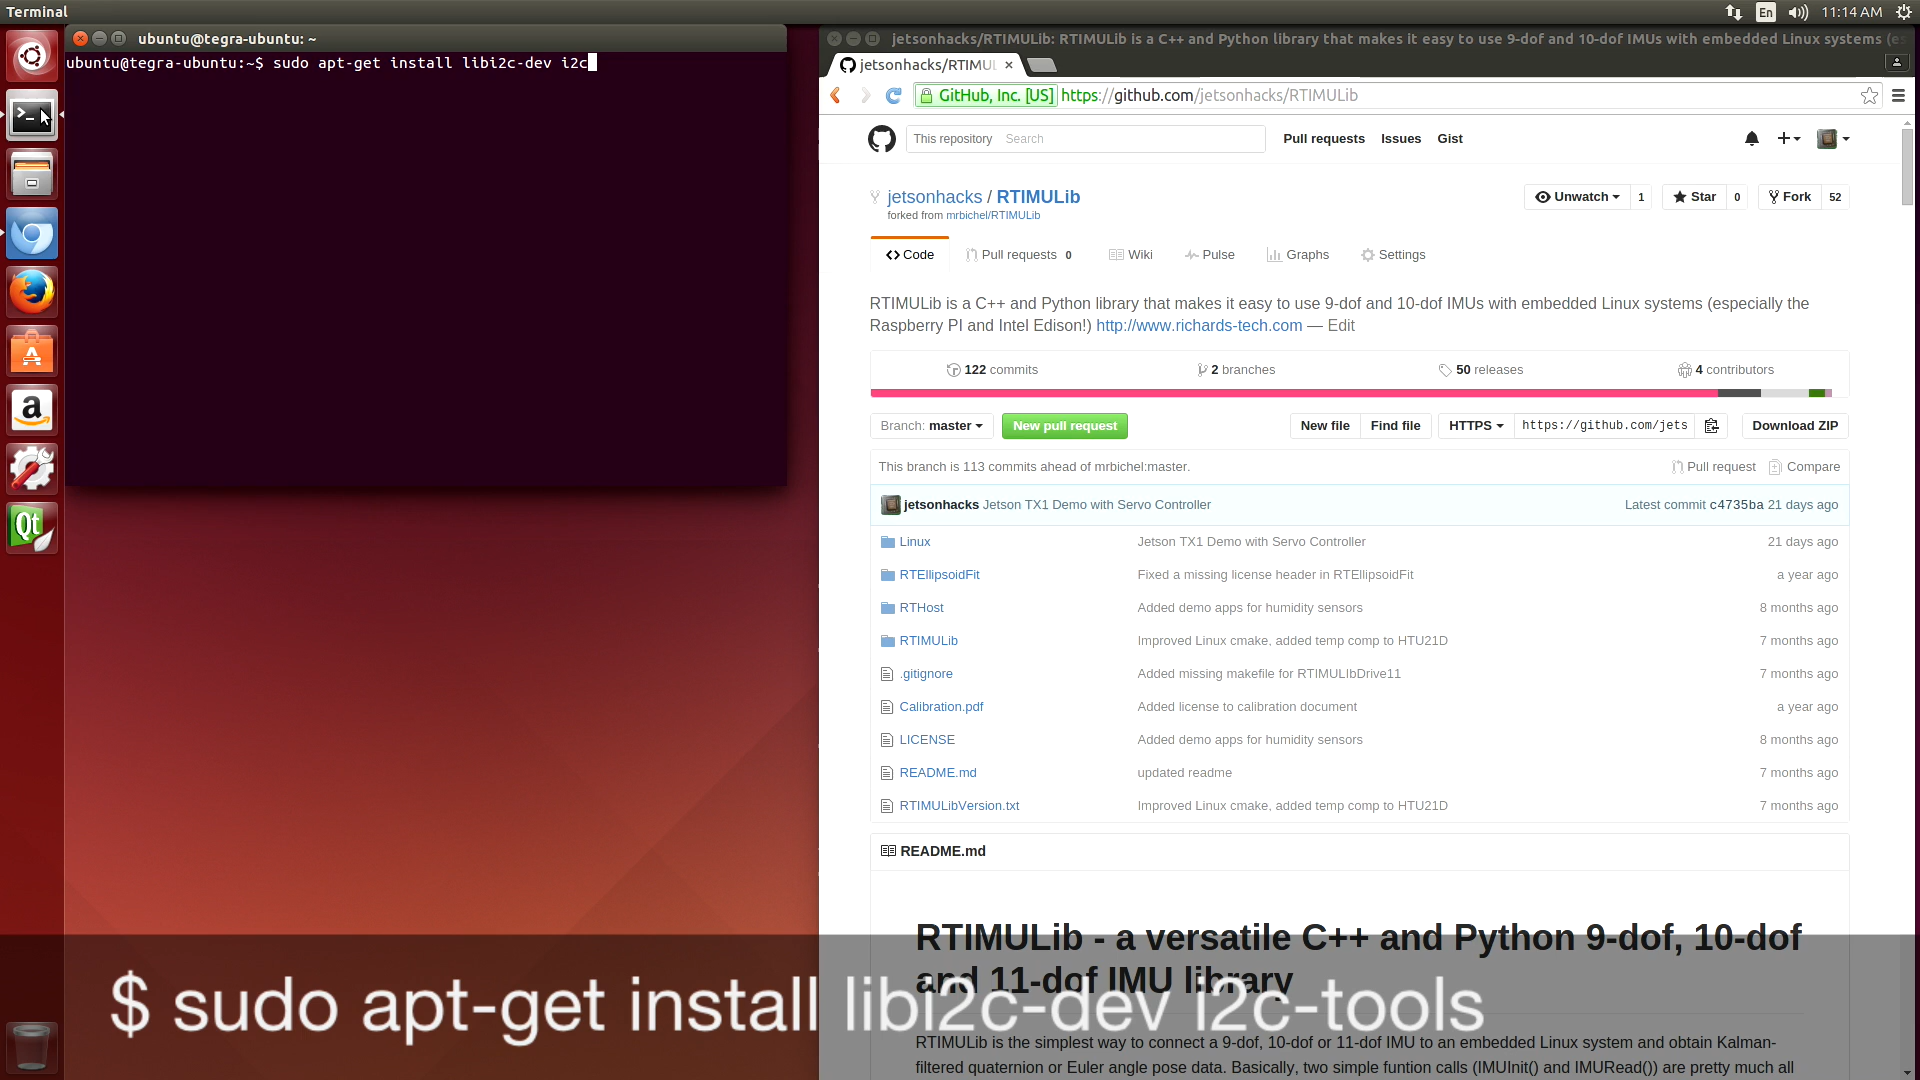 Terminal
En
11:14 AM
ubuntu@tegra-ubuntu: ~
ubuntu@tegra-ubuntu:~$ sudo apt-get install libi2c-dev i2c
jetsonhacks/RTIMULib: RTIMULib is a C++ and Python library that makes it easy to use 9-dof and 10-dof IMUs with embedded Linux systems (es
jetsonhacks/RTIMUL
GitHub, Inc. [US] https://github.com/jetsonhacks/RTIMULib
This repository Search Pull requests Issues Gist
jetsonhacks / RTIMULib
forked from mrbichel/RTIMULib
Unwatch 1 Star 0 Fork 52
Code Pull requests 0 Wiki Pulse Graphs Settings
RTIMULib is a C++ and Python library that makes it easy to use 9-dof and 10-dof IMUs with embedded Linux systems (especially the
Raspberry PI and Intel Edison!) http://www.richards-tech.com — Edit
122 commits 2 branches 50 releases 4 contributors
Branch: master New pull request New file Find file HTTPS https://github.com/jets Download ZIP
This branch is 113 commits ahead of mrbichel:master. Pull request Compare
jetsonhacks Jetson TX1 Demo with Servo Controller Latest commit c4735ba 21 days ago
Linux Jetson TX1 Demo with Servo Controller 21 days ago
RTEllipsoidFit Fixed a missing license header in RTEllipsoidFit a year ago
RTHost Added demo apps for humidity sensors 8 months ago
RTIMULib Improved Linux cmake, added temp comp to HTU21D 7 months ago
.gitignore Added missing makefile for RTIMULIbDrive11 7 months ago
Calibration.pdf Added license to calibration document a year ago
LICENSE Added demo apps for humidity sensors 8 months ago
README.md updated readme 7 months ago
RTIMULibVersion.txt Improved Linux cmake, added temp comp to HTU21D 7 months ago
README.md
RTIMULib - a versatile C++ and Python 9-dof, 10-dof
and 11-dof IMU library
$ sudo apt-get install libi2c-dev i2c-tools
RTIMULib is the simplest way to connect a 9-dof, 10-dof or 11-dof IMU to an embedded Linux system and obtain Kalman-
filtered quaternion or Euler angle pose data. Basically, two simple funtion calls (IMUInit() and IMURead()) are pretty much all
a
Qt